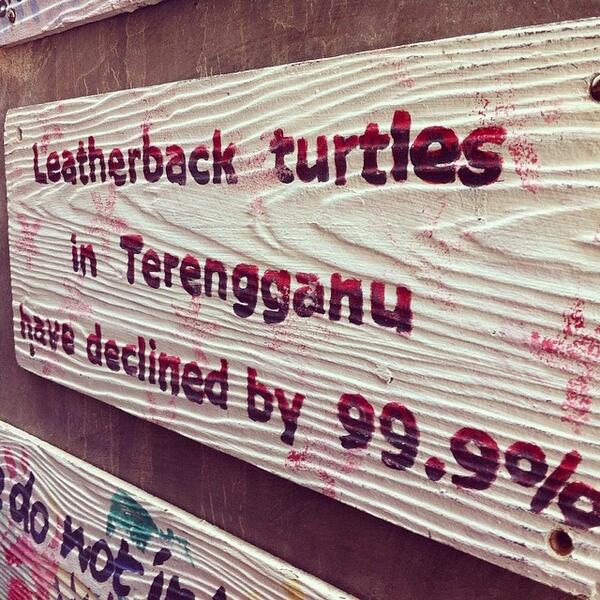 Leatherback turtles
in Terengganu
have declined by 99.9%
do not